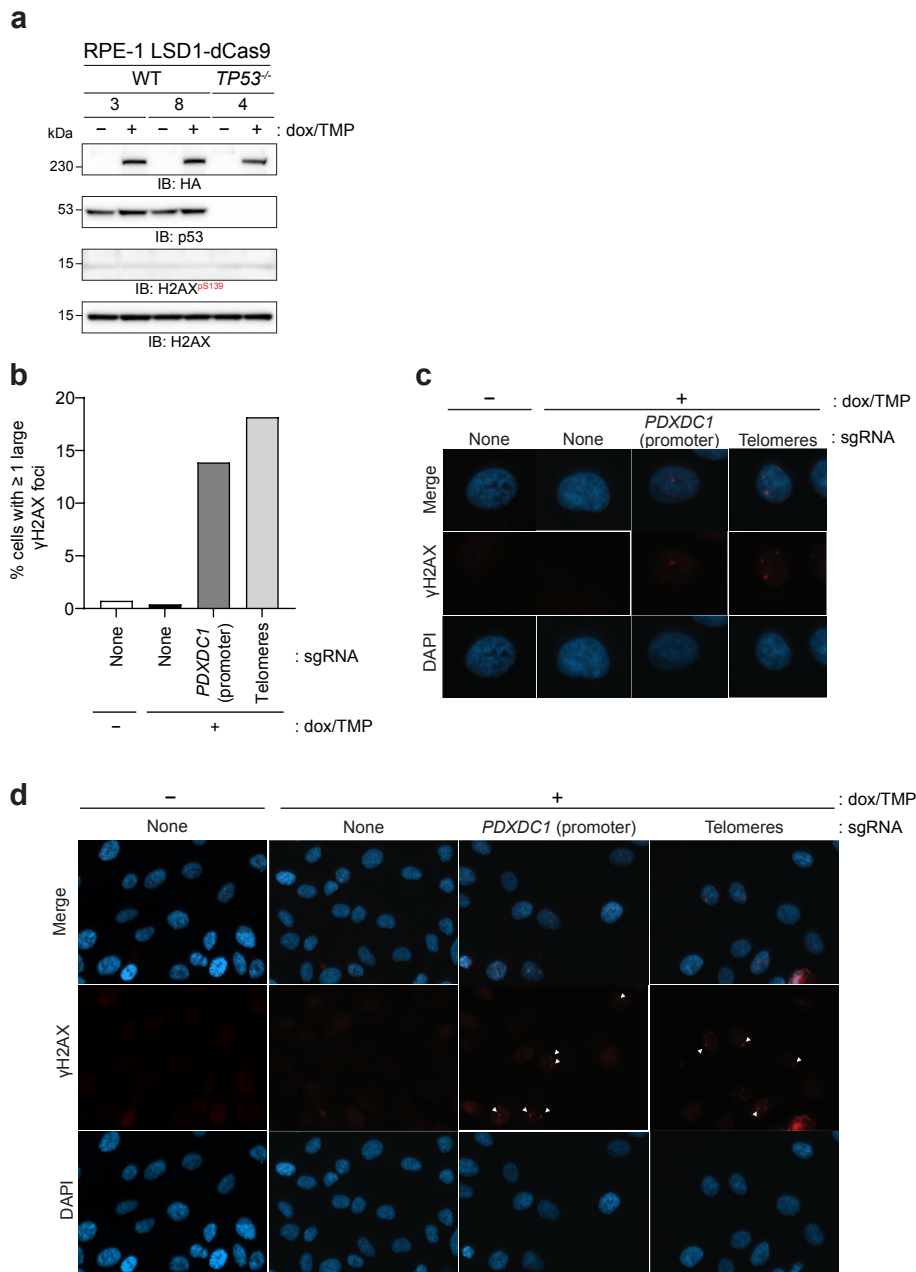 a
RPE-1 LSD1-dCas9
WT TP53-/-
3 8 4
kDa − + − + − + : dox/TMP
230
IB: HA
53
IB: p53
15
IB: H2AXpS139
15
IB: H2AX
b
% cells with ≥ 1 large
γH2AX foci
20
15
10
5
0
None
None
PDXDC1
(promoter)
Telomeres
: sgRNA
− + : dox/TMP
c
− + : dox/TMP
None None PDXDC1
(promoter) Telomeres : sgRNA
Merge
γH2AX
DAPI
d
− + : dox/TMP
None None PDXDC1 (promoter) Telomeres : sgRNA
Merge
γH2AX
DAPI